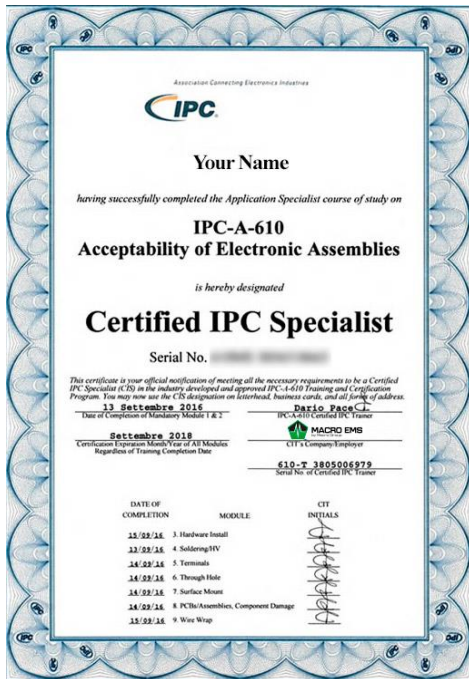 Association Connecting Electronics Industries
IPC
Your Name
having successfully completed the Application Specialist course of study on
IPC-A-610
Acceptability of Electronic Assemblies
is hereby designated
Certified IPC Specialist
Serial No.
This certificate is your official notification of meeting all the necessary requirements to be a Certified
IPC Specialist (CIS) in the industry developed and approved IPC-A-610 Training and Certification
Program. You may now use the CIS designation on letterhead, business cards, and all forms of address.
13 Settembre 2016
Date of Completion of Mandatory Module 1 & 2
Dario Pace
IPC-A-610 Certified IPC Trainer
MACRO EMS
Settembre 2018
Certification Expiration Month/Year of All Modules
Regardless of Training Completion Date
CIT's Company/Employer
610-T 3805006979
Serial No. of Certified IPC Trainer
DATE OF COMPLETION MODULE CIT INITIALS
15/09/16 3. Hardware Install
13/09/16 4. Soldering/HV
14/09/16 5. Terminals
14/09/16 6. Through Hole
14/09/16 7. Surface Mount
14/09/16 8. PCBs/Assemblies, Component Damage
15/09/16 9. Wire Wrap
IPC
IPC